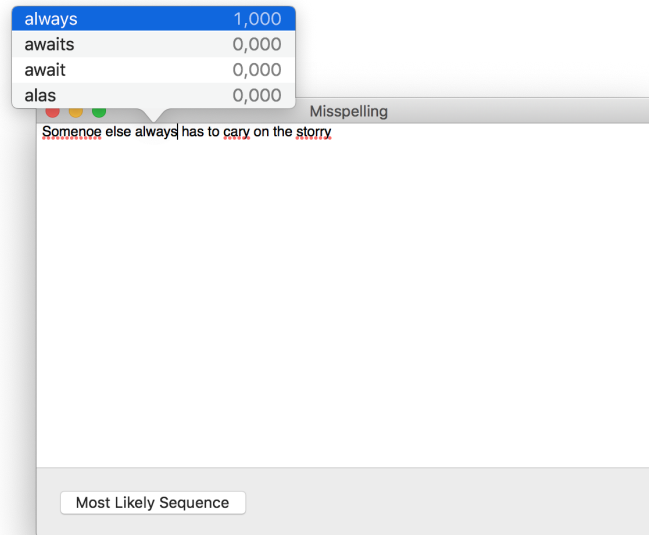 always 1,000
awaits 0,000
await 0,000
alas 0,000
Misspelling
Somenoe else always has to cary on the storry
Most Likely Sequence